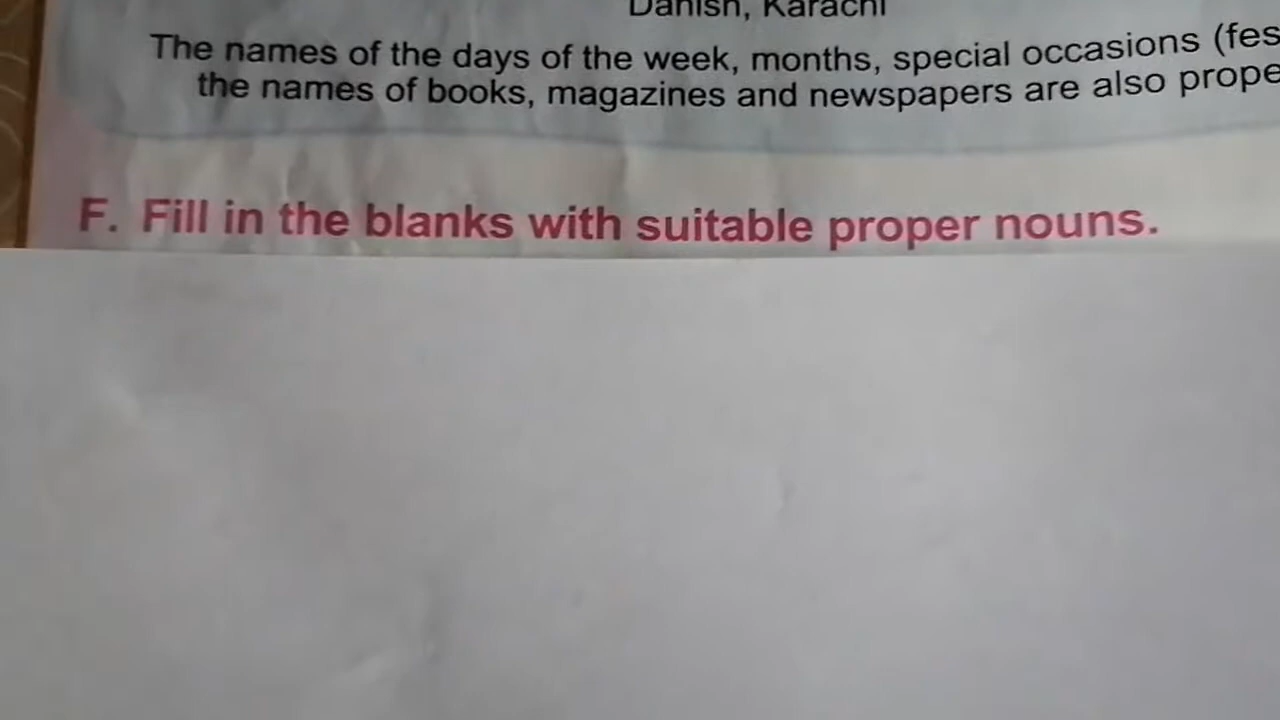 Danish, Karachi
The names of the days of the week, months, special occasions (fes
the names of books, magazines and newspapers are also prope
F. Fill in the blanks with suitable proper nouns.